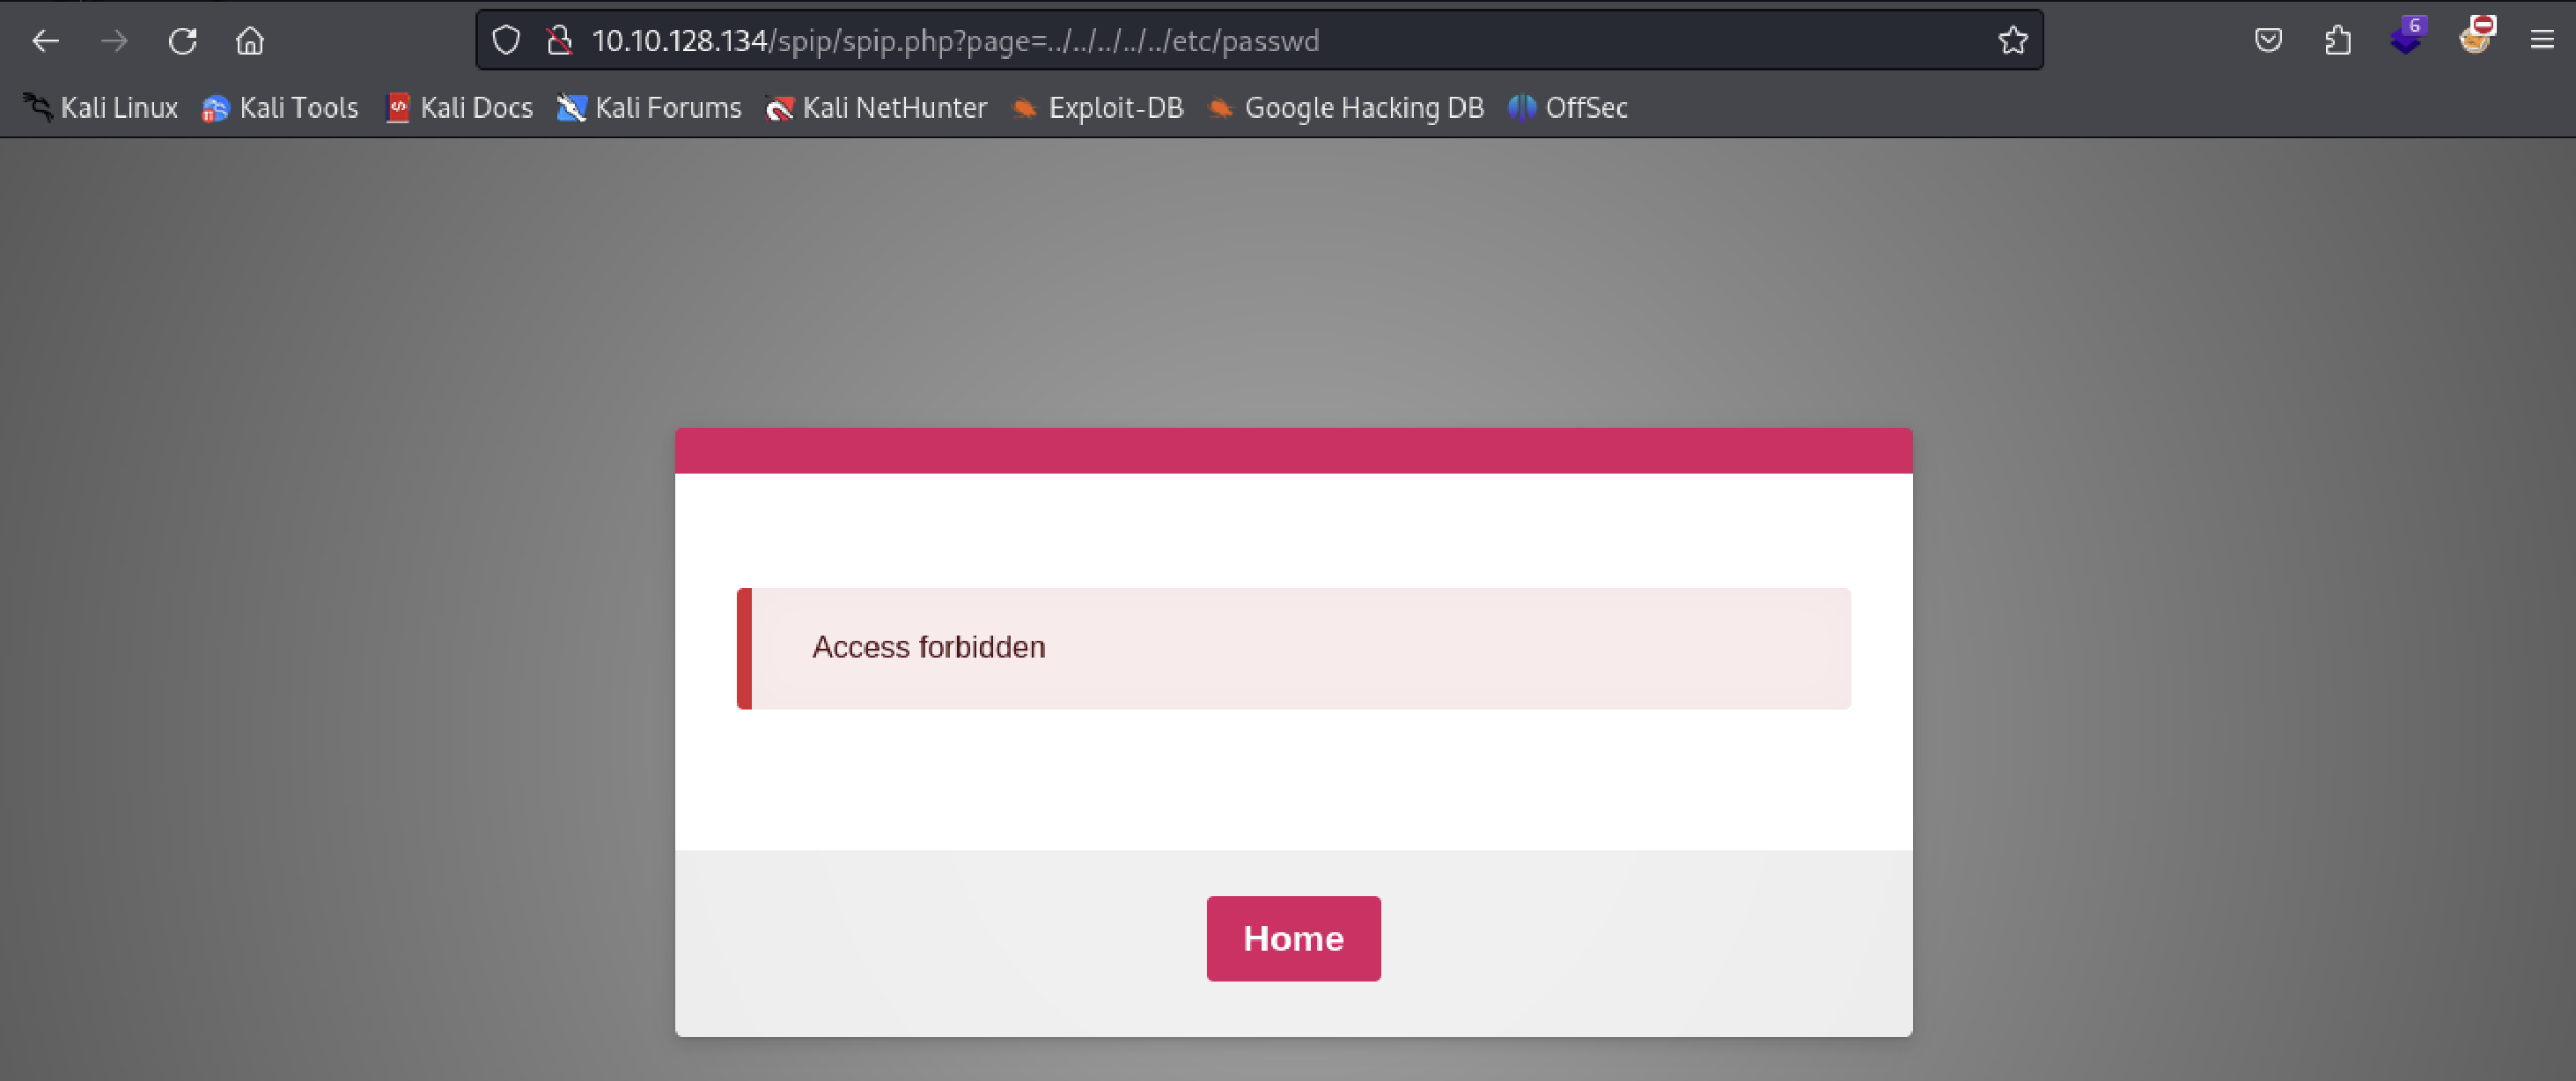 10.10.128.134/spip/spip.php?page=../../../../../etc/passwd
6
Kali Linux Kali Tools Kali Docs Kali Forums Kali NetHunter Exploit-DB Google Hacking DB OffSec
Access forbidden
Home